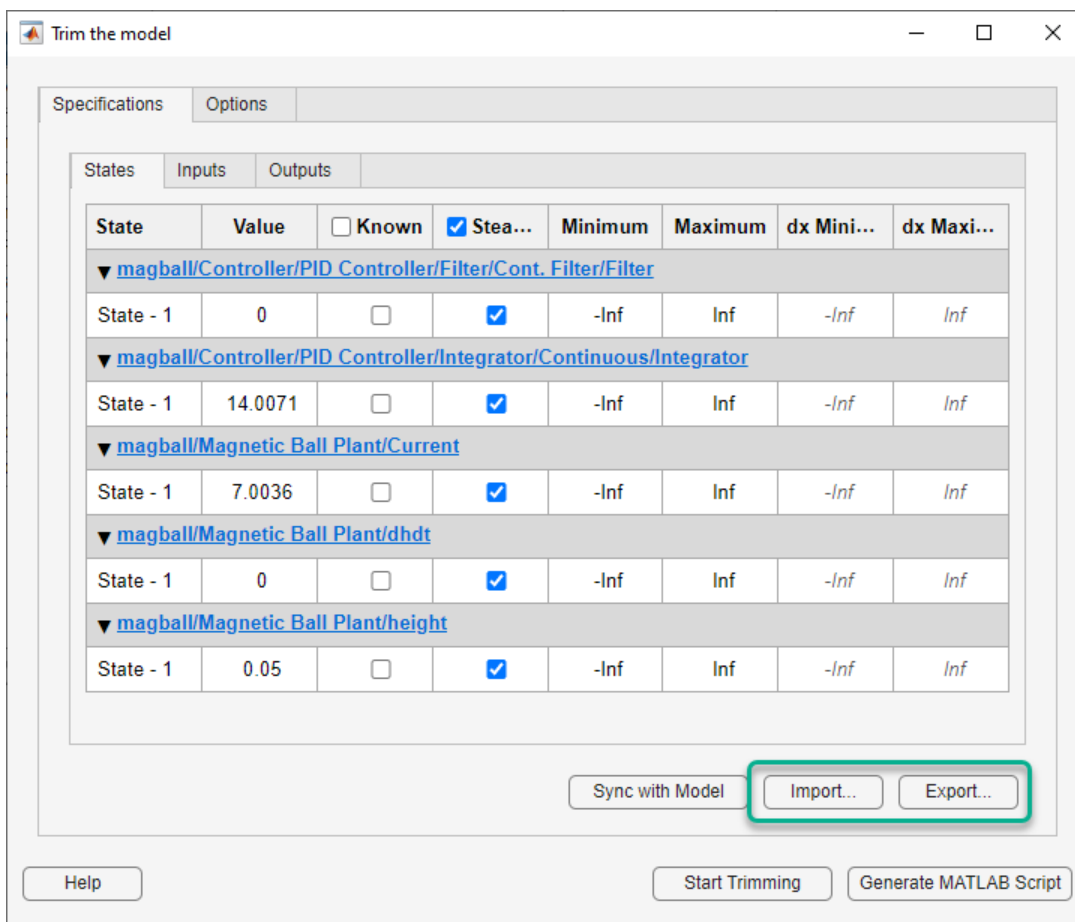 Trim the model
Specifications Options
States Inputs Outputs
State Value Known Stea... Minimum Maximum dx Mini... dx Maxi...
magball/Controller/PID Controller/Filter/Cont. Filter/Filter
State - 1 0 -Inf Inf -Inf Inf
magball/Controller/PID Controller/Integrator/Continuous/Integrator
State - 1 14.0071 -Inf Inf -Inf Inf
magball/Magnetic Ball Plant/Current
State - 1 7.0036 -Inf Inf -Inf Inf
magball/Magnetic Ball Plant/dhdt
State - 1 0 -Inf Inf -Inf Inf
magball/Magnetic Ball Plant/height
State - 1 0.05 -Inf Inf -Inf Inf
Sync with Model Import... Export...
Help Start Trimming Generate MATLAB Script